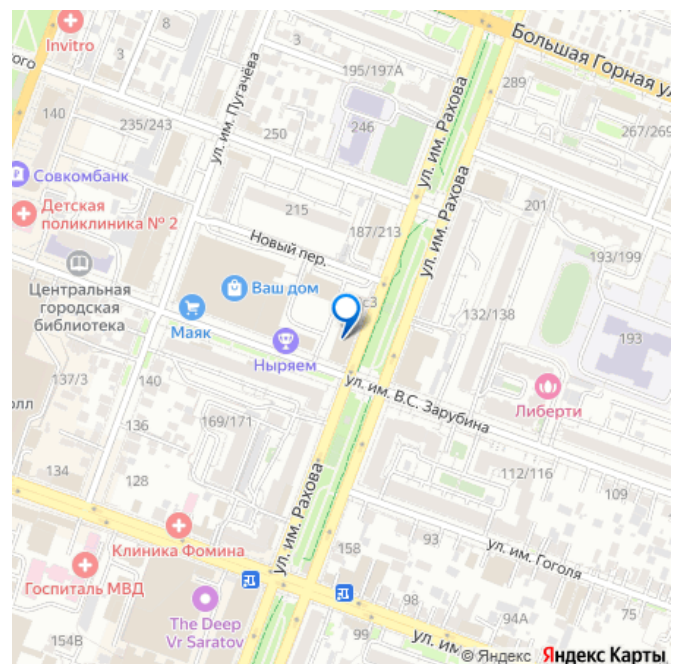 Invitro
3
8
3
140
235/243
ул. им. Пугачёва
250
195/197А
246
ул. им. Рахова
Большая Горная у
289
267/269
Совкомбанк
Детская
поликлиника № 2
215
187/213
Новый пер.
ул. им. Рахова
201
193/199
Центральная
городская
библиотека
Ваш дом
Маяк
с3
Ныряем
132/138
193
137/3
140
ул. им. В.С. Зарубина
Либерти
136
169/171
134
128
112/116
109
Клиника Фомина
ул. им. Рахова
158
93
ул. им. Гоголя
Госпиталь МВД
The Deep
Vr Saratov
98
94А
75
154В
99
ул. им
© Яндекс Яндекс Карты